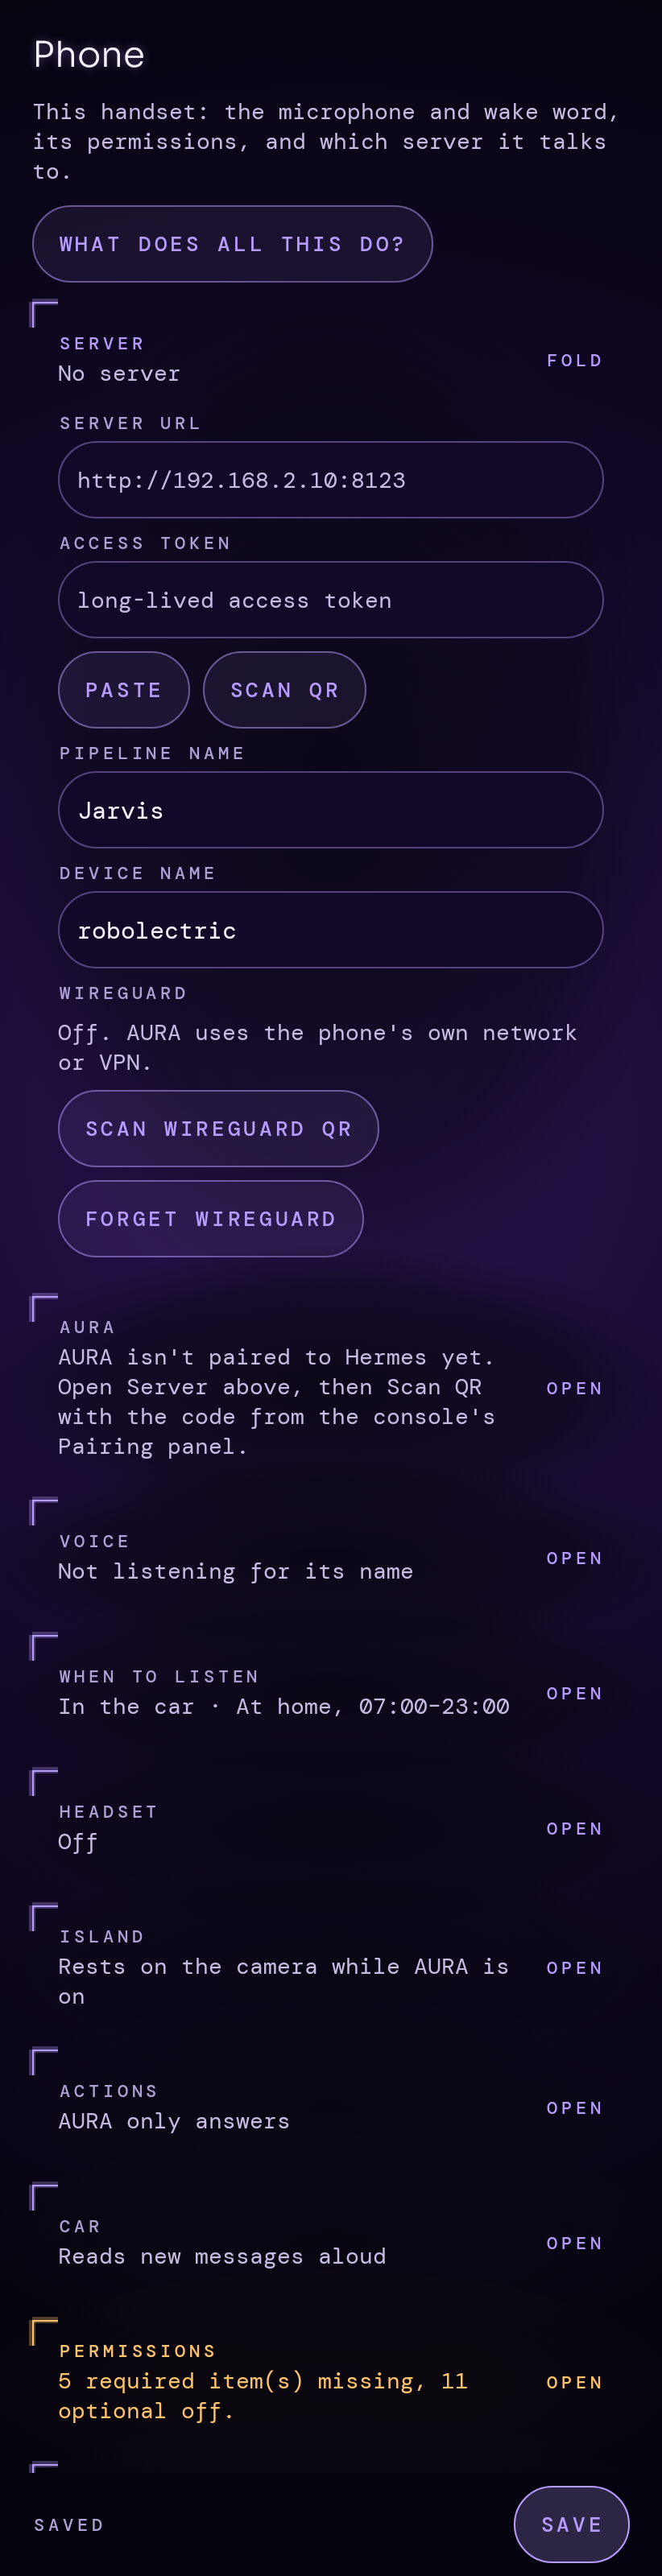 Phone
This handset: the microphone and wake word,
its permissions, and which server it talks
to.
WHAT DOES ALL THIS DO?
SERVER
No server
FOLD
SERVER URL
http://192.168.2.10:8123
ACCESS TOKEN
long-lived access token
PASTE
SCAN QR
PIPELINE NAME
Jarvis
DEVICE NAME
robolectric
WIREGUARD
Off. AURA uses the phone's own network
or VPN.
SCAN WIREGUARD QR
FORGET WIREGUARD
AURA
AURA isn't paired to Hermes yet.
Open Server above, then Scan QR
with the code from the console's
Pairing panel.
OPEN
VOICE
Not listening for its name
OPEN
WHEN TO LISTEN
In the car · At home, 07:00–23:00
OPEN
HEADSET
Off
OPEN
ISLAND
Rests on the camera while AURA is
on
OPEN
ACTIONS
AURA only answers
OPEN
CAR
Reads new messages aloud
OPEN
PERMISSIONS
5 required item(s) missing, 11
optional off.
OPEN
SAVED
SAVE